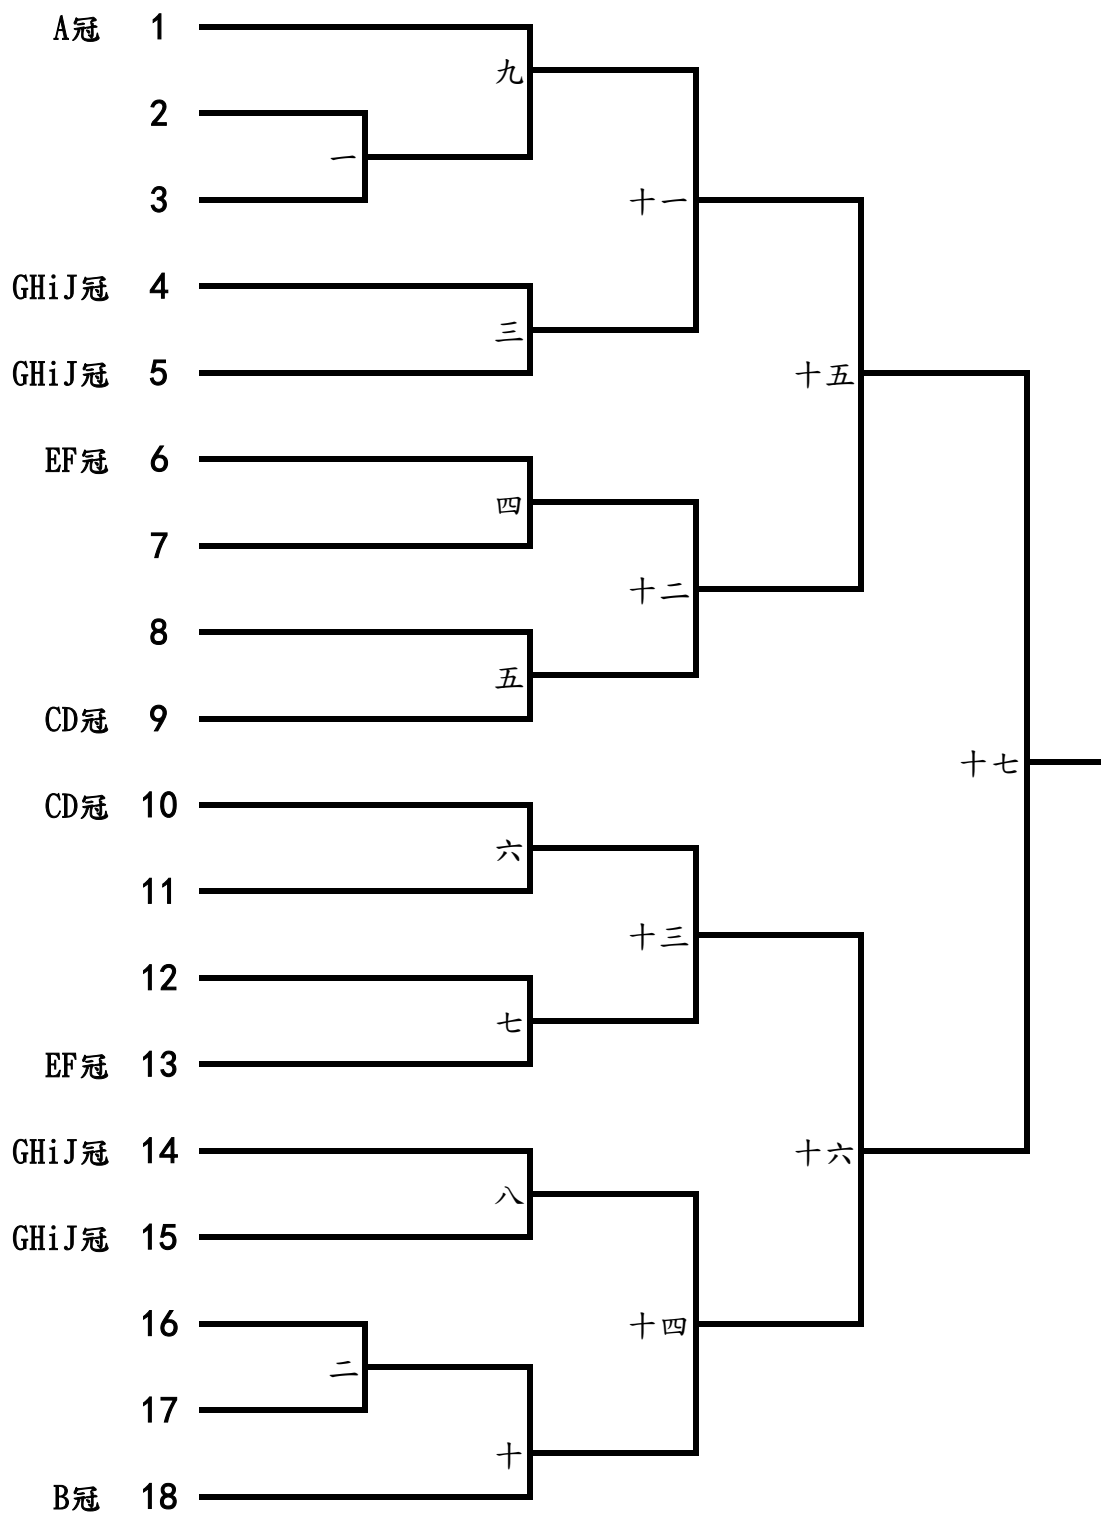 A冠 1
九
2
一
3
十一
GHiJ冠 4
三
GHiJ冠 5
十五
EF冠 6
四
7
十二
8
五
CD冠 9
十七
CD冠 10
六
11
十三
12
七
EF冠 13
GHiJ冠 14
十六
八
GHiJ冠 15
16
十四
二
17
十
B冠 18